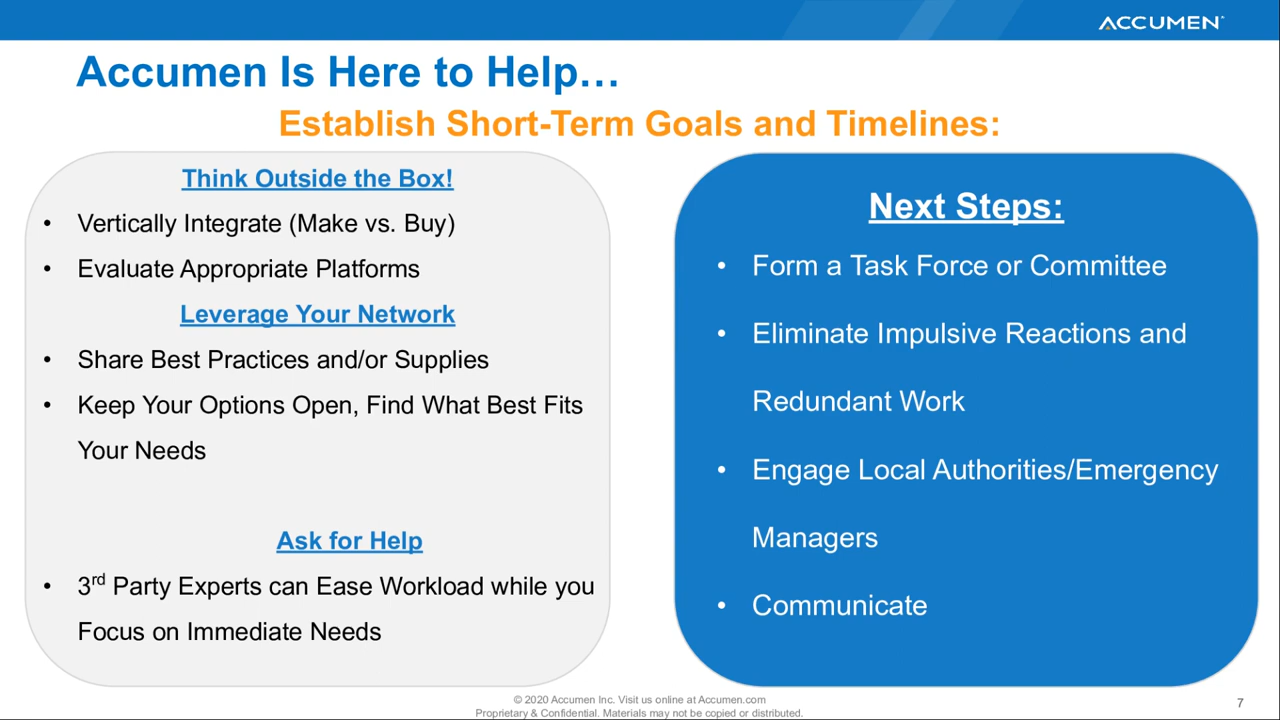 ACCUMEN™
Accumen Is Here to Help…
Establish Short-Term Goals and Timelines:
Think Outside the Box!
• Vertically Integrate (Make vs. Buy)
• Evaluate Appropriate Platforms
Leverage Your Network
• Share Best Practices and/or Supplies
• Keep Your Options Open, Find What Best Fits
Your Needs
Ask for Help
• 3rd Party Experts can Ease Workload while you
Focus on Immediate Needs
Next Steps:
• Form a Task Force or Committee
• Eliminate Impulsive Reactions and
Redundant Work
• Engage Local Authorities/Emergency
Managers
• Communicate
© 2020 Accumen Inc. Visit us online at Accumen.com
Proprietary & Confidential. Materials may not be copied or distributed.
7